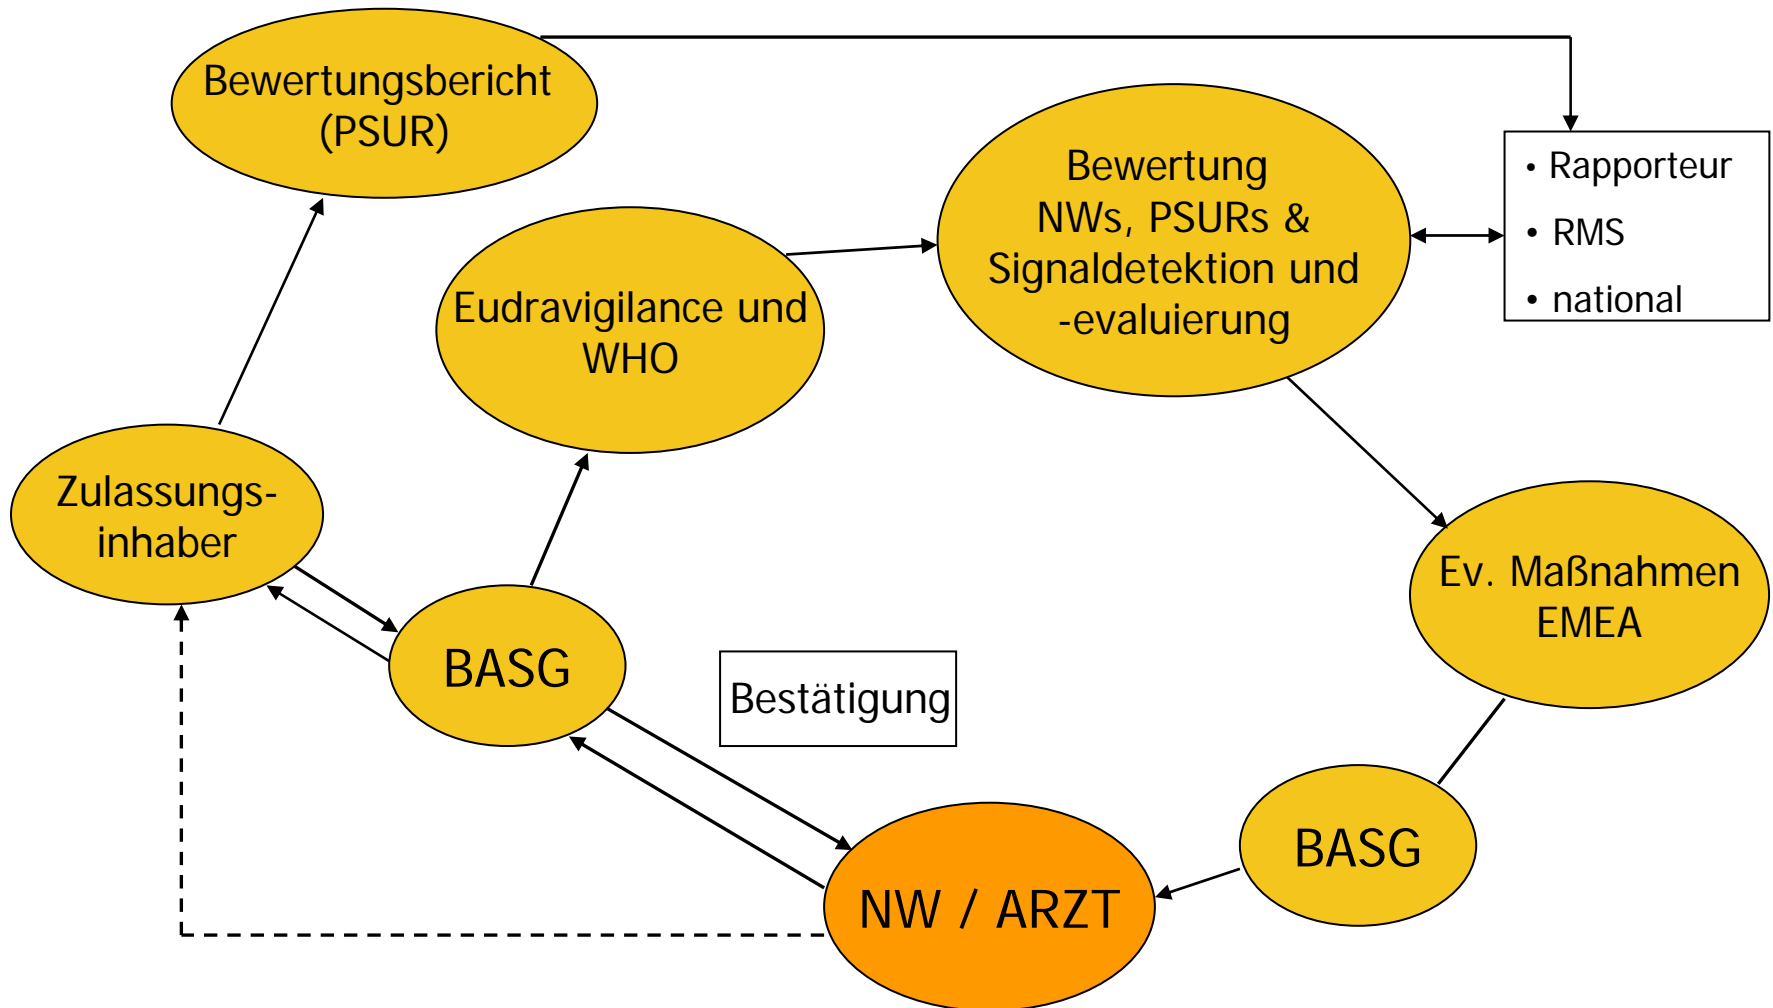 Bewertungsbericht
(PSUR)
Bewertung
NWs, PSURs &
Signaldetektion und
-evaluierung
• Rapporteur
• RMS
• national
Eudravigilance und
WHO
Zulassungs-
inhaber
Ev. Maßnahmen
EMEA
BASG
Bestätigung
BASG
NW / ARZT